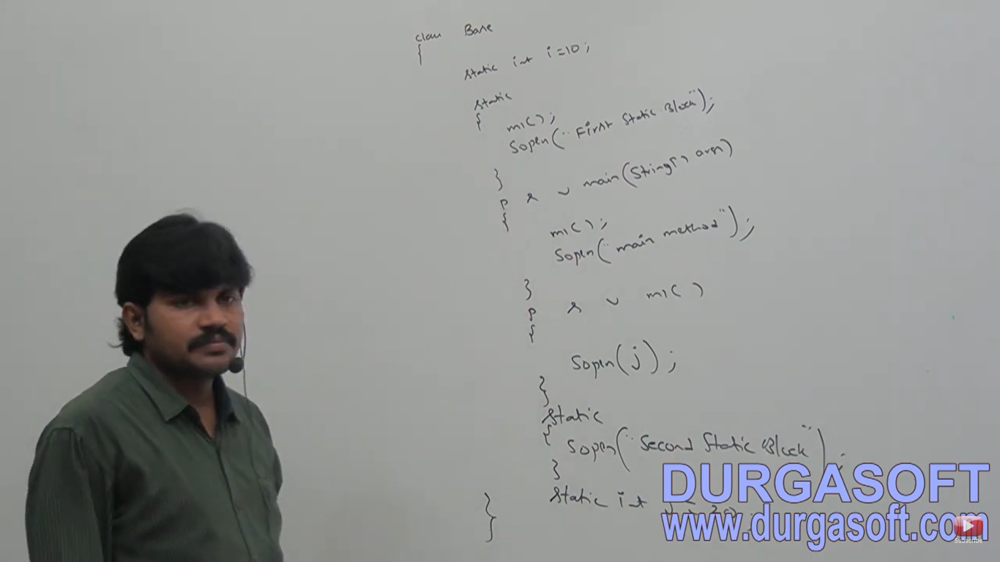 class Base
{
static int i=10;
static
{
m1();
Sopln("First Static Block");
}
p s v main(String[] args)
{
m1();
Sopln("main method");
}
p s v m1()
{
Sopln(j);
}
static
{
Sopln("Second Static Block");
}
static int
}
DURGASOFT
www.durgasoft.com
Subscribe